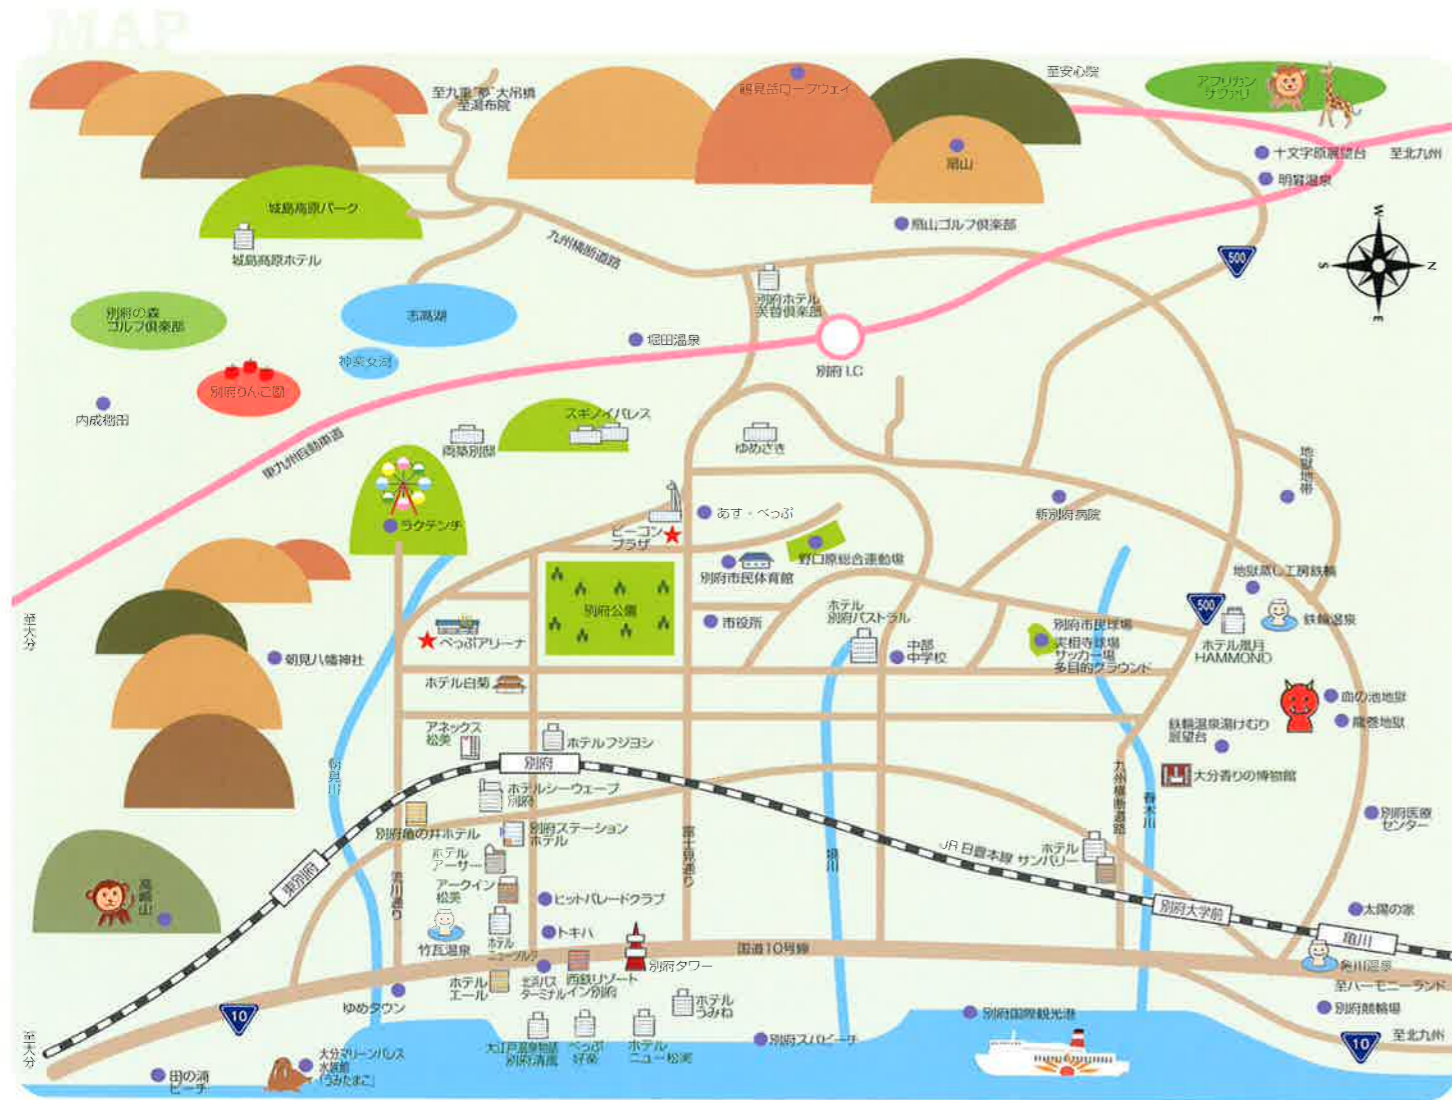 MAP
至九重"夢"大吊橋
至湯布院
鶴見岳ロープウェイ
至安心院
アフリカン
サファリ
扇山
十文字原展望台
至北九州
明礬温泉
城島高原パーク
城島高原ホテル
扇山ゴルフ倶楽部
九州横断道路
500
W
S
N
E
別府の森
ゴルフ倶楽部
志高湖
別府ホテル
芙蓉倶楽部
神楽女湖
堀田温泉
別府I.C
別府りんご園
内成棚田
東九州自動車道
スギノイパレス
両築別邸
ゆめさき
地獄地帯
ラクテンチ
ビーコン
プラザ
あす・べっぷ
新別府病院
野口原総合運動場
別府市民体育館
地獄蒸し工房鉄輪
至大分
別府公園
べっぷアリーナ
市役所
ホテル
別府パストラル
中部
中学校
別府市民球場
実相寺球場
サッカー場
多目的グラウンド
500
ホテル風月
HAMMOND
鉄輪温泉
朝見八幡神社
ホテル白菊
血の池地獄
龍巻地獄
アネックス
松美
ホテルフジヨシ
別府
鉄輪温泉湯けむり
展望台
大分香りの博物館
朝見川
ホテルシーウェーブ
別府
九州横断道路
春木川
別府亀の井ホテル
別府ステーション
ホテル
富士見通り
境川
JR 日豊本線
ホテル
サンバリー
別府医療
センター
ホテル
アーサー
東別府
流川通り
アークイン
松美
ヒットパレードクラブ
高崎山
別府大学前
太陽の家
亀川
竹瓦温泉
ホテル
ニューツルタ
トキハ
国道10号線
別府タワー
亀川温泉
至ハーモニーランド
ゆめタウン
ホテル
エール
北浜バス
ターミナル
西鉄リゾート
イン別府
ホテル
うみね
別府国際観光港
別府競輪場
10
至大分
大分マリーンパレス
水族館
「うみたまご」
大江戸温泉物語
別府清風
べっぷ
好楽
ホテル
ニュー松実
別府スパビーチ
10
至北九州
田の浦
ビーチ